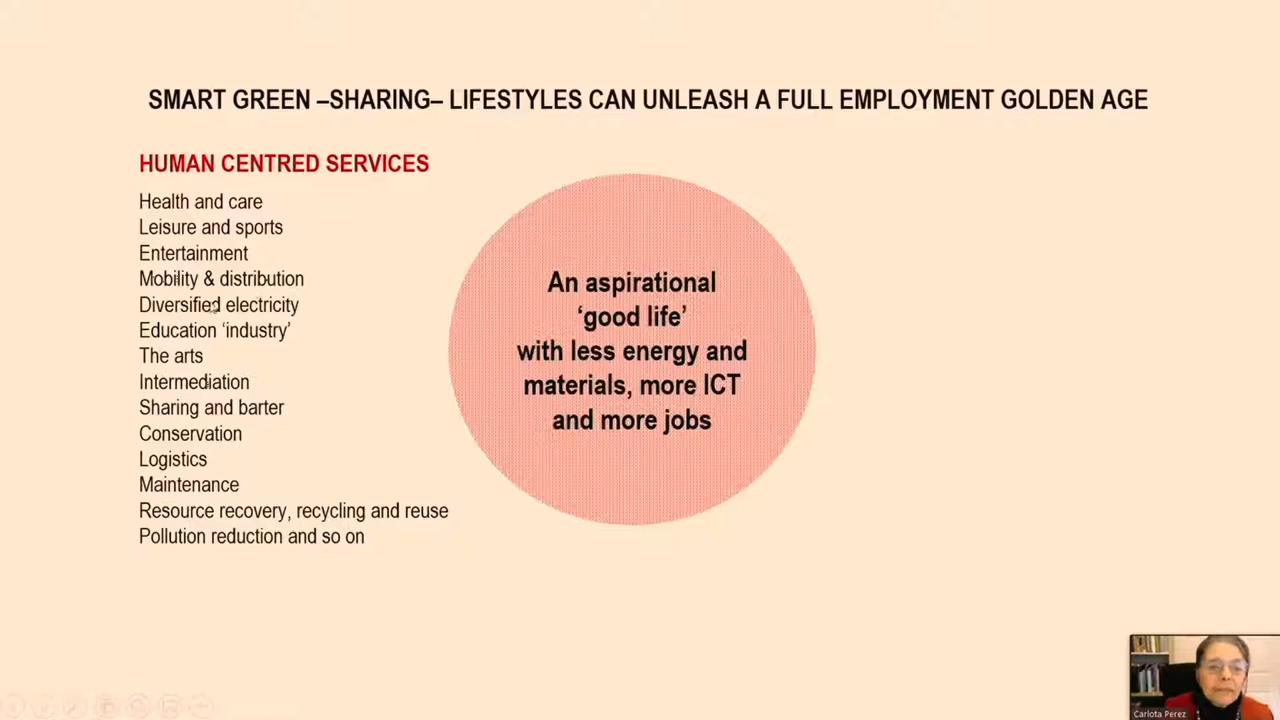 SMART GREEN –SHARING– LIFESTYLES CAN UNLEASH A FULL EMPLOYMENT GOLDEN AGE
HUMAN CENTRED SERVICES
Health and care
Leisure and sports
Entertainment
Mobility & distribution
Diversified electricity
Education ‘industry’
The arts
Intermediation
Sharing and barter
Conservation
Logistics
Maintenance
Resource recovery, recycling and reuse
Pollution reduction and so on
An aspirational
‘good life’
with less energy and
materials, more ICT
and more jobs
Carlota Perez